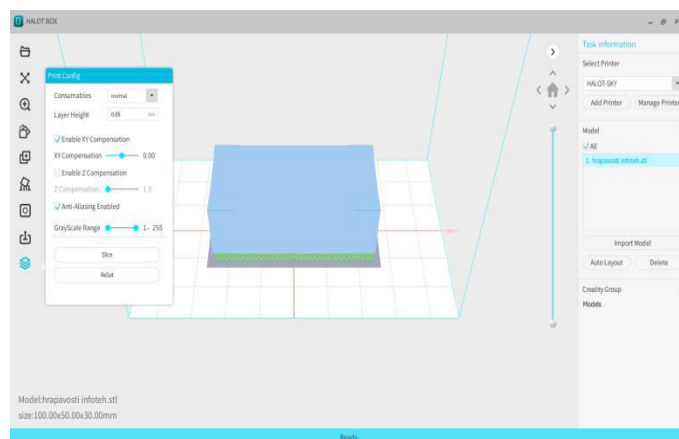 HALOT BOX
Print Config
Consumables normal
Layer Height 0.05 mm
Enable XY Compensation
XY Compensation 0.00
Enable Z Compensation
Z Compensation 1.0
Anti-Aliasing Enabled
GrayScale Range 1 - 255
Slice
Reset
Model:hrapavosti infoteh.stl
size:100.00x50.00x30.00mm
Task information
Select Printer
HALOT-SKY
Add Printer Manage Printer
Model
All
1. hrapavosti infoteh.stl
Import Model
Auto Layout Delete
Creality Group
Models
Ready